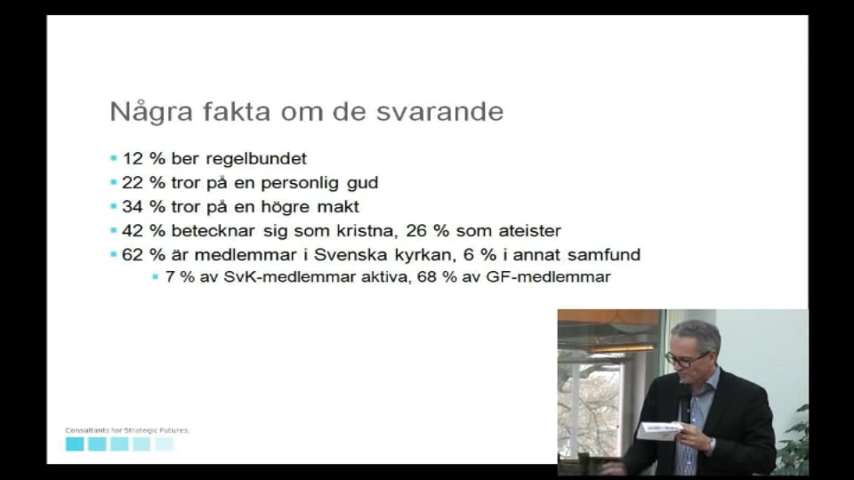 Några fakta om de svarande
12 % ber regelbundet
22 % tror på en personlig gud
34 % tror på en högre makt
42 % betecknar sig som kristna, 26 % som ateister
62 % är medlemmar i Svenska kyrkan, 6 % i annat samfund
7 % av SvK-medlemmar aktiva, 68 % av GF-medlemmar
Consultants for Strategic Futures.